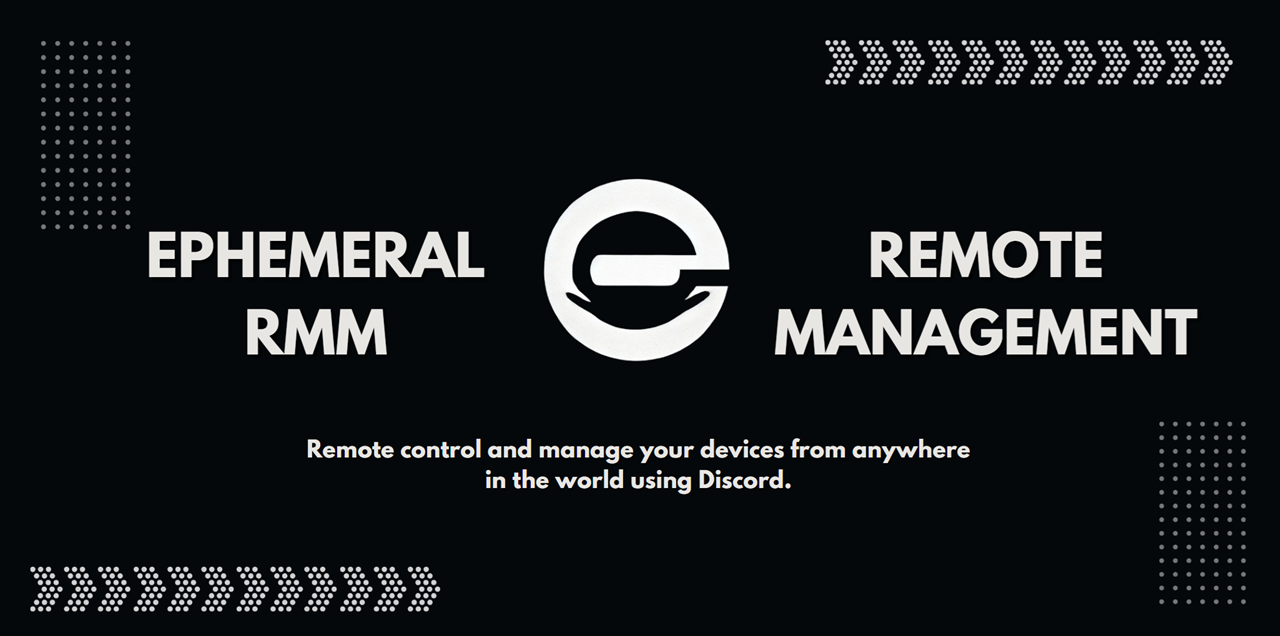 EPHEMERAL
RMM
REMOTE
MANAGEMENT
Remote control and manage your devices from anywhere
in the world using Discord.